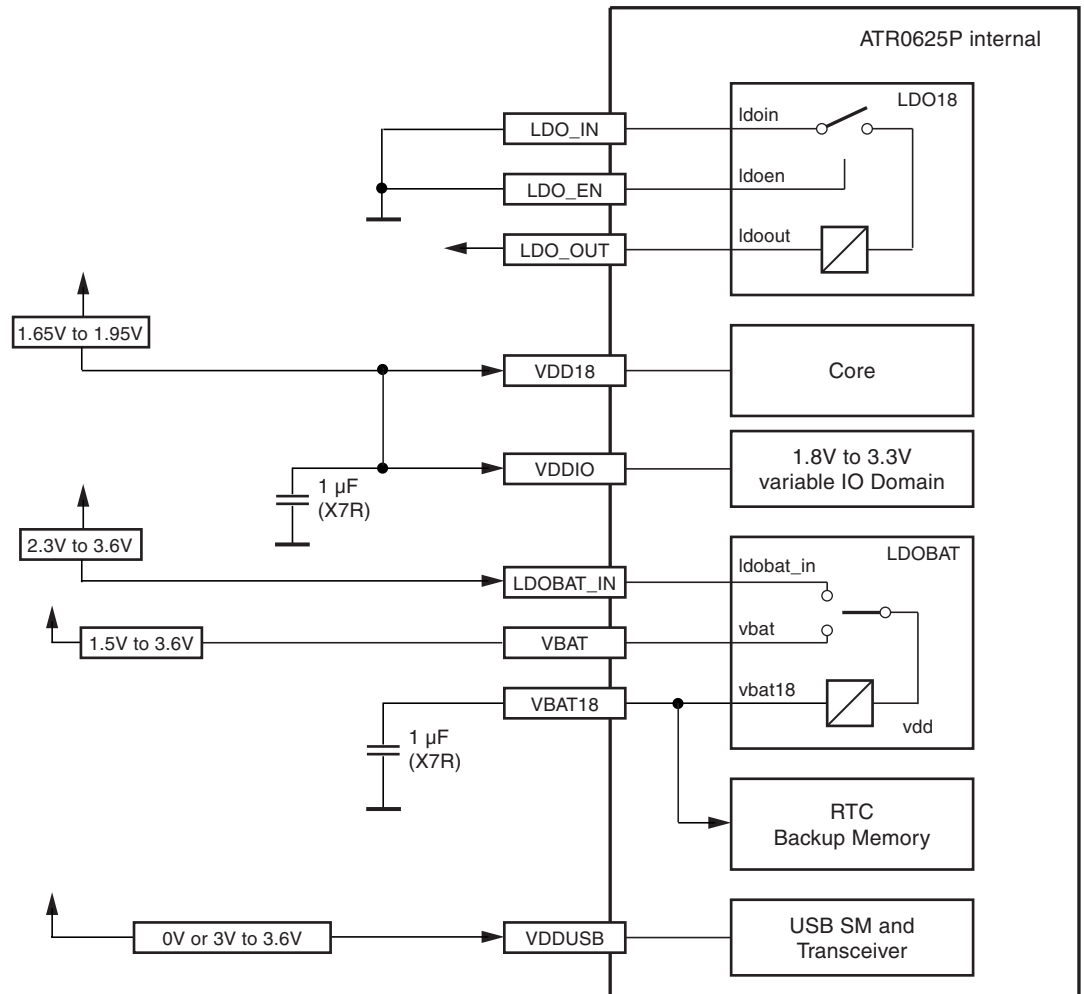 ATR0625P internal
LDO18
LDO_IN
ldoin
LDO_EN
ldoen
LDO_OUT
ldoout
1.65V to 1.95V
VDD18
Core
VDDIO
1.8V to 3.3V
variable IO Domain
1 µF
(X7R)
2.3V to 3.6V
LDOBAT
LDOBAT_IN
ldobat_in
1.5V to 3.6V
VBAT
vbat
VBAT18
vbat18
vdd
1 µF
(X7R)
RTC
Backup Memory
0V or 3V to 3.6V
VDDUSB
USB SM and
Transceiver